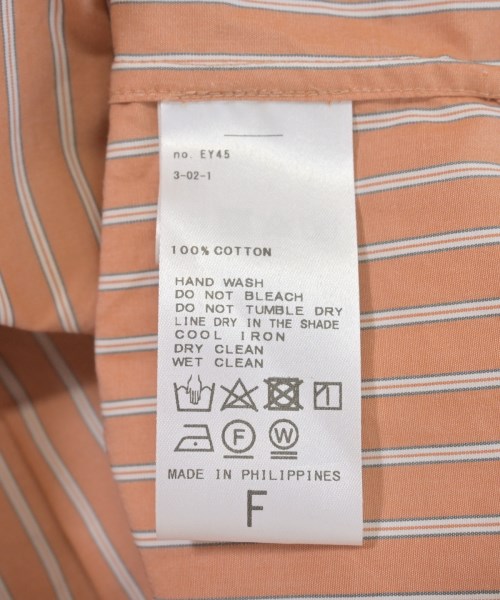 no. EY45
3-02-1
100% COTTON
HAND WASH
DO NOT BLEACH
DO NOT TUMBLE DRY
LINE DRY IN THE SHADE
COOL IRON
DRY CLEAN
WET CLEAN
F W
MADE IN PHILIPPINES
F